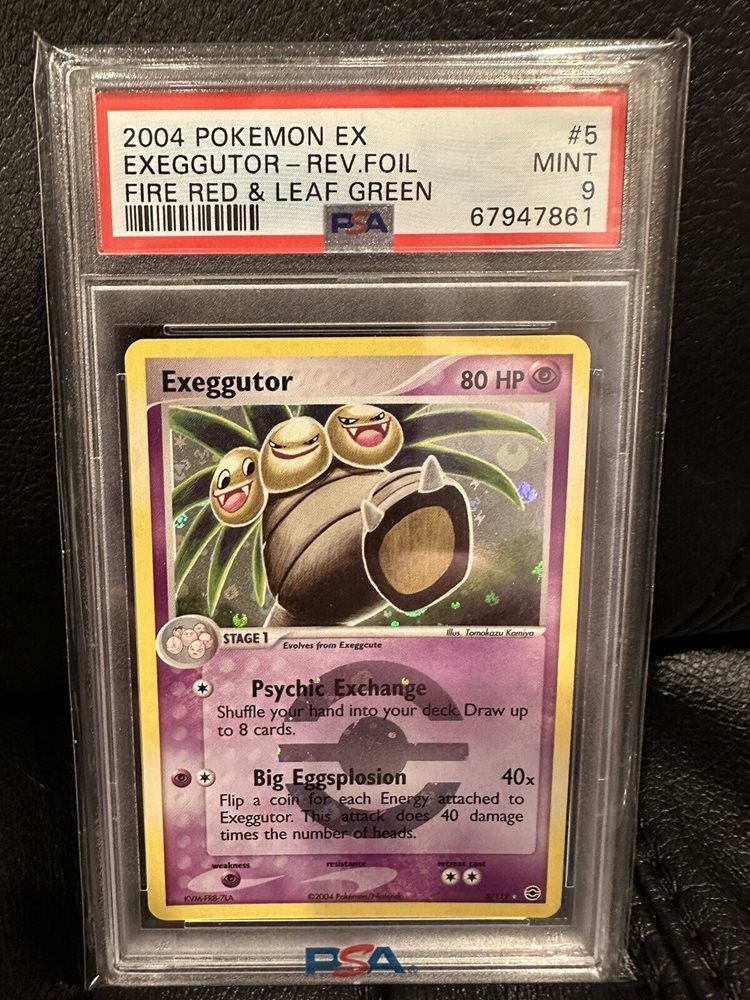 2004 POKEMON EX #5
EXEGGUTOR – REV.FOIL MINT
FIRE RED & LEAF GREEN 9
PSA 67947861
Exeggutor 80 HP
STAGE 1 Evolves from Exeggcute Illus. Tomokazu Komiya
Psychic Exchange
Shuffle your hand into your deck. Draw up
to 8 cards.
Big Eggsplosion 40x
Flip a coin for each Energy attached to
Exeggutor. This attack does 40 damage
times the number of heads.
weakness resistance retreat cost
©2004 Pokémon/Nintendo
PSA